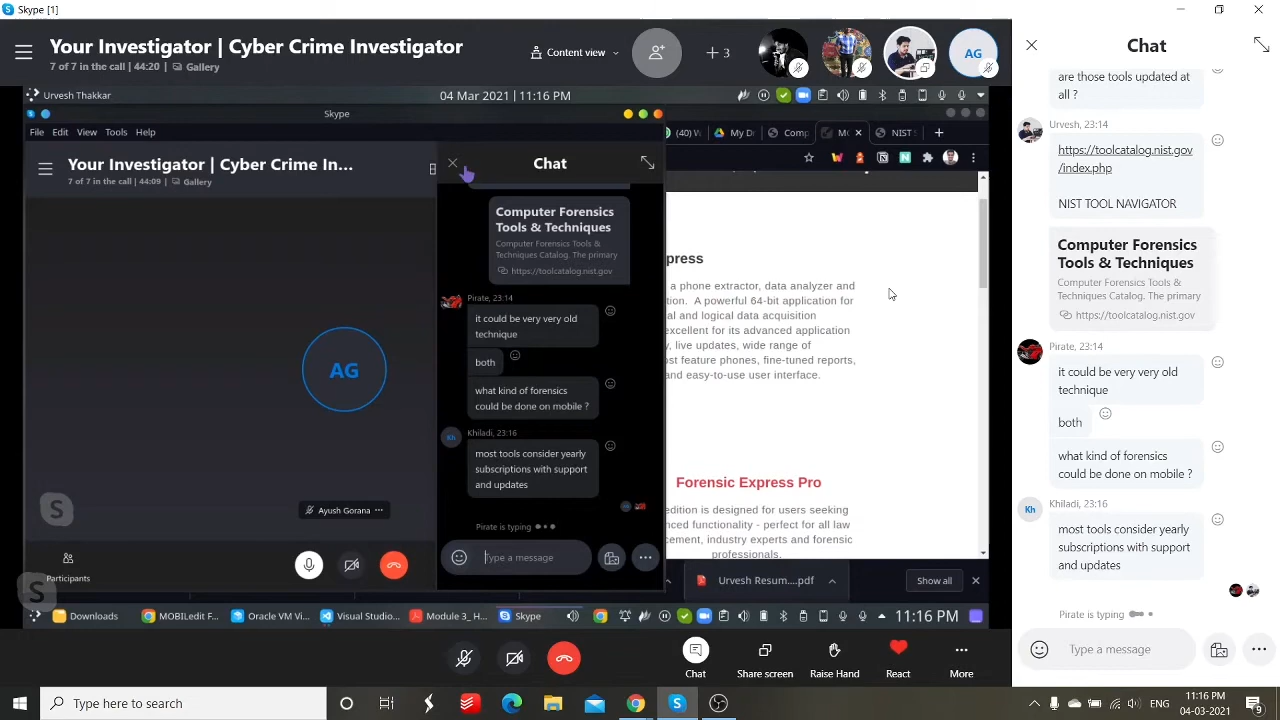 Skype [1]
Your Investigator | Cyber Crime Investigator
7 of 7 in the call | 44:20 | Gallery
Content view
+3
AG
Urvesh Thakkar
04 Mar 2021 | 11:16 PM
Skype
File Edit View Tools Help
(40) W
My Dr
Comp
MC
NIST S
Your Investigator | Cyber Crime In...
7 of 7 in the call | 44:09 | Gallery
Chat
Computer Forensics
Tools & Techniques
Computer Forensics Tools &
Techniques Catalog. The primary
https://toolcatalog.nist.gov
Pirate, 23:14
it could be very very old
technique
both
what kind of forensics
could be done on mobile ?
Khiladi, 23:16
Kh
most tools consider yearly
subscriptions with support
and updates
Pirate is typing
Type a message
AG
Ayush Gorana
Participants
press
a phone extractor, data analyzer and
tion. A powerful 64-bit application for
al and logical data acquisition
excellent for its advanced application
y, live updates, wide range of
ost feature phones, fine-tuned reports,
and easy-to-use user interface.
Forensic Express Pro
edition is designed for users seeking
nced functionality - perfect for all law
cement, industry experts and forensic
professionals.
Urvesh Resum....pdf
Show all
Downloads
MOBILedit F...
Oracle VM Vi...
Visual Studio...
Module 3_ H...
Skype
11:16 PM
Chat
Share screen
Raise Hand
React
More
Chat
are those tools updated at
all ?
Urvesh, 23:14
https://toolcatalog.nist.gov
/index.php
NIST TOOL NAVIGATOR
Computer Forensics
Tools & Techniques
Computer Forensics Tools &
Techniques Catalog. The primary
https://toolcatalog.nist.gov
Pirate, 23:14
it could be very very old
technique
both
what kind of forensics
could be done on mobile ?
Khiladi, 23:16
Kh
most tools consider yearly
subscriptions with support
and updates
Pirate is typing
Type a message
Type here to search
ENG
11:16 PM
04-03-2021
9